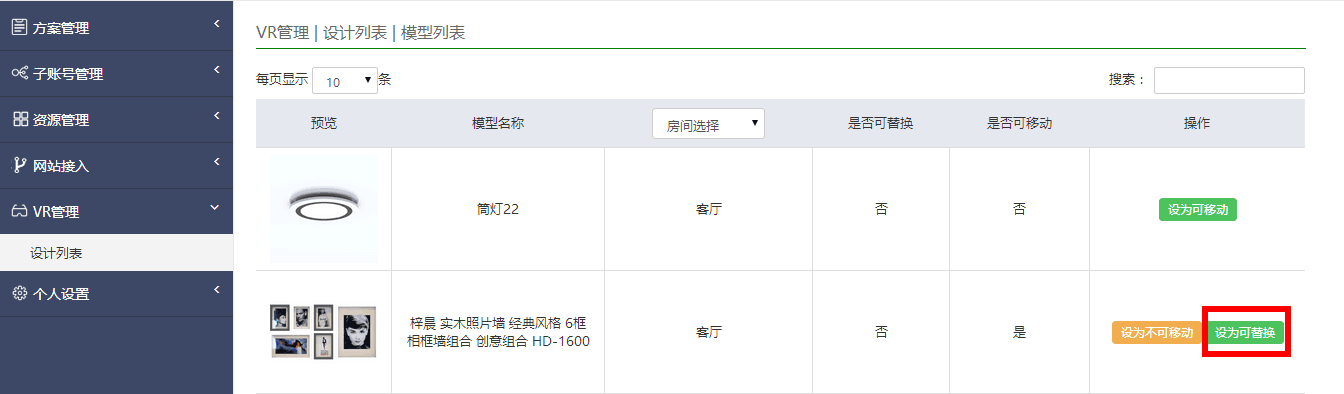 方案管理
子账号管理
资源管理
网站接入
VR管理
设计列表
个人设置
VR管理 | 设计列表 | 模型列表
每页显示 10 条
搜索：
预览 模型名称 房间选择 是否可替换 是否可移动 操作
筒灯22 客厅 否 否 设为可移动
梓晨 实木照片墙 经典风格 6框
相框墙组合 创意组合 HD-1600
客厅 否 是 设为不可移动 设为可替换